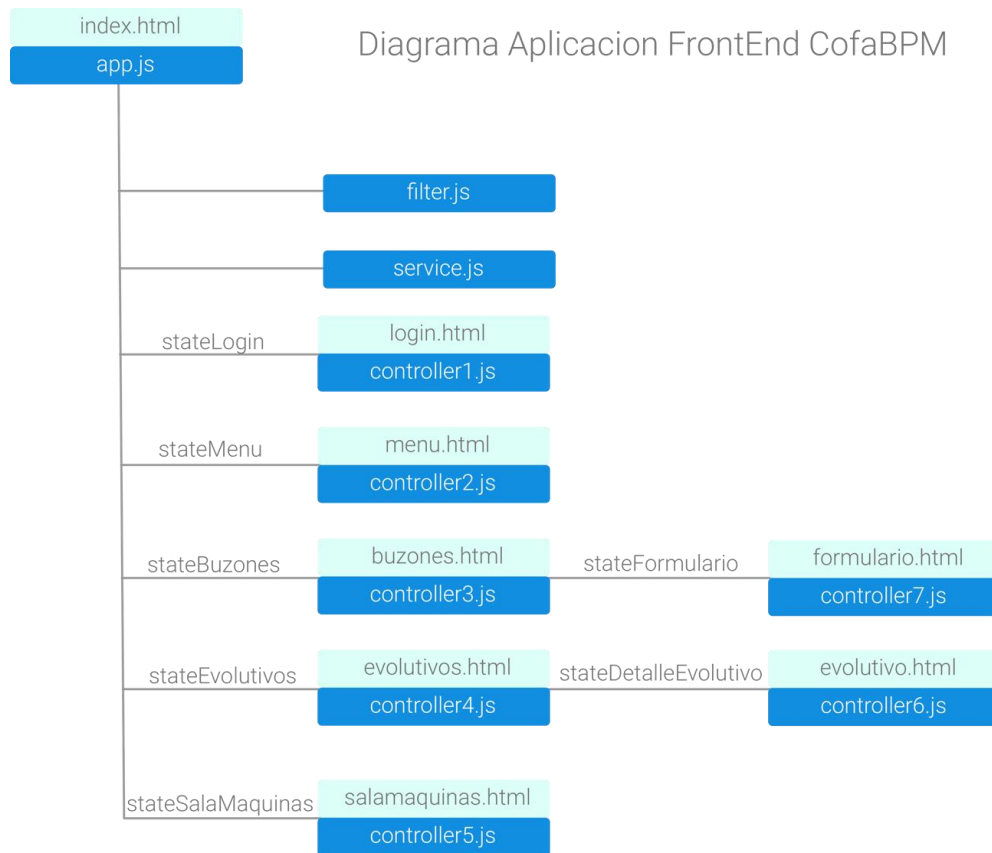 index.html
app.js
Diagrama Aplicacion FrontEnd CofaBPM
filter.js
service.js
stateLogin
login.html
controller1.js
stateMenu
menu.html
controller2.js
stateBuzones
buzones.html
controller3.js
stateFormulario
formulario.html
controller7.js
stateEvolutivos
evolutivos.html
controller4.js
stateDetalleEvolutivo
evolutivo.html
controller6.js
stateSalaMaquinas
salamaquinas.html
controller5.js